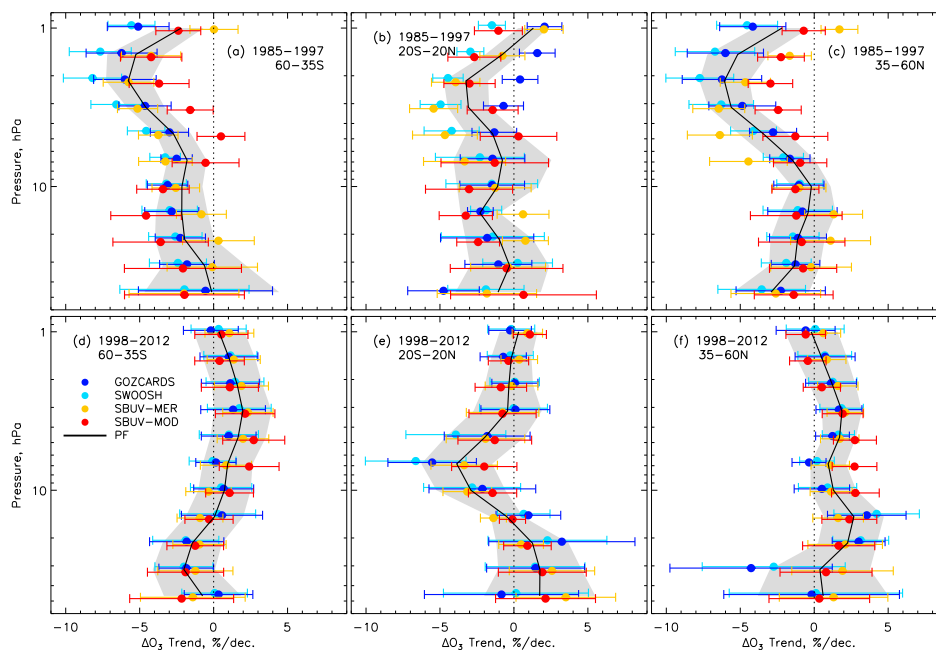 1
10
Pressure, hPa
(a) 1985−1997
60−35S
(b) 1985−1997
20S−20N
(c) 1985−1997
35−60N
1
10
Pressure, hPa
(d) 1998−2012
60−35S
GOZCARDS
SWOOSH
SBUV−MER
SBUV−MOD
PF
(e) 1998−2012
20S−20N
(f) 1998−2012
35−60N
−10 −5 0 5
−10 −5 0 5
−10 −5 0 5
ΔO₃ Trend, %/dec. ΔO₃ Trend, %/dec. ΔO₃ Trend, %/dec.